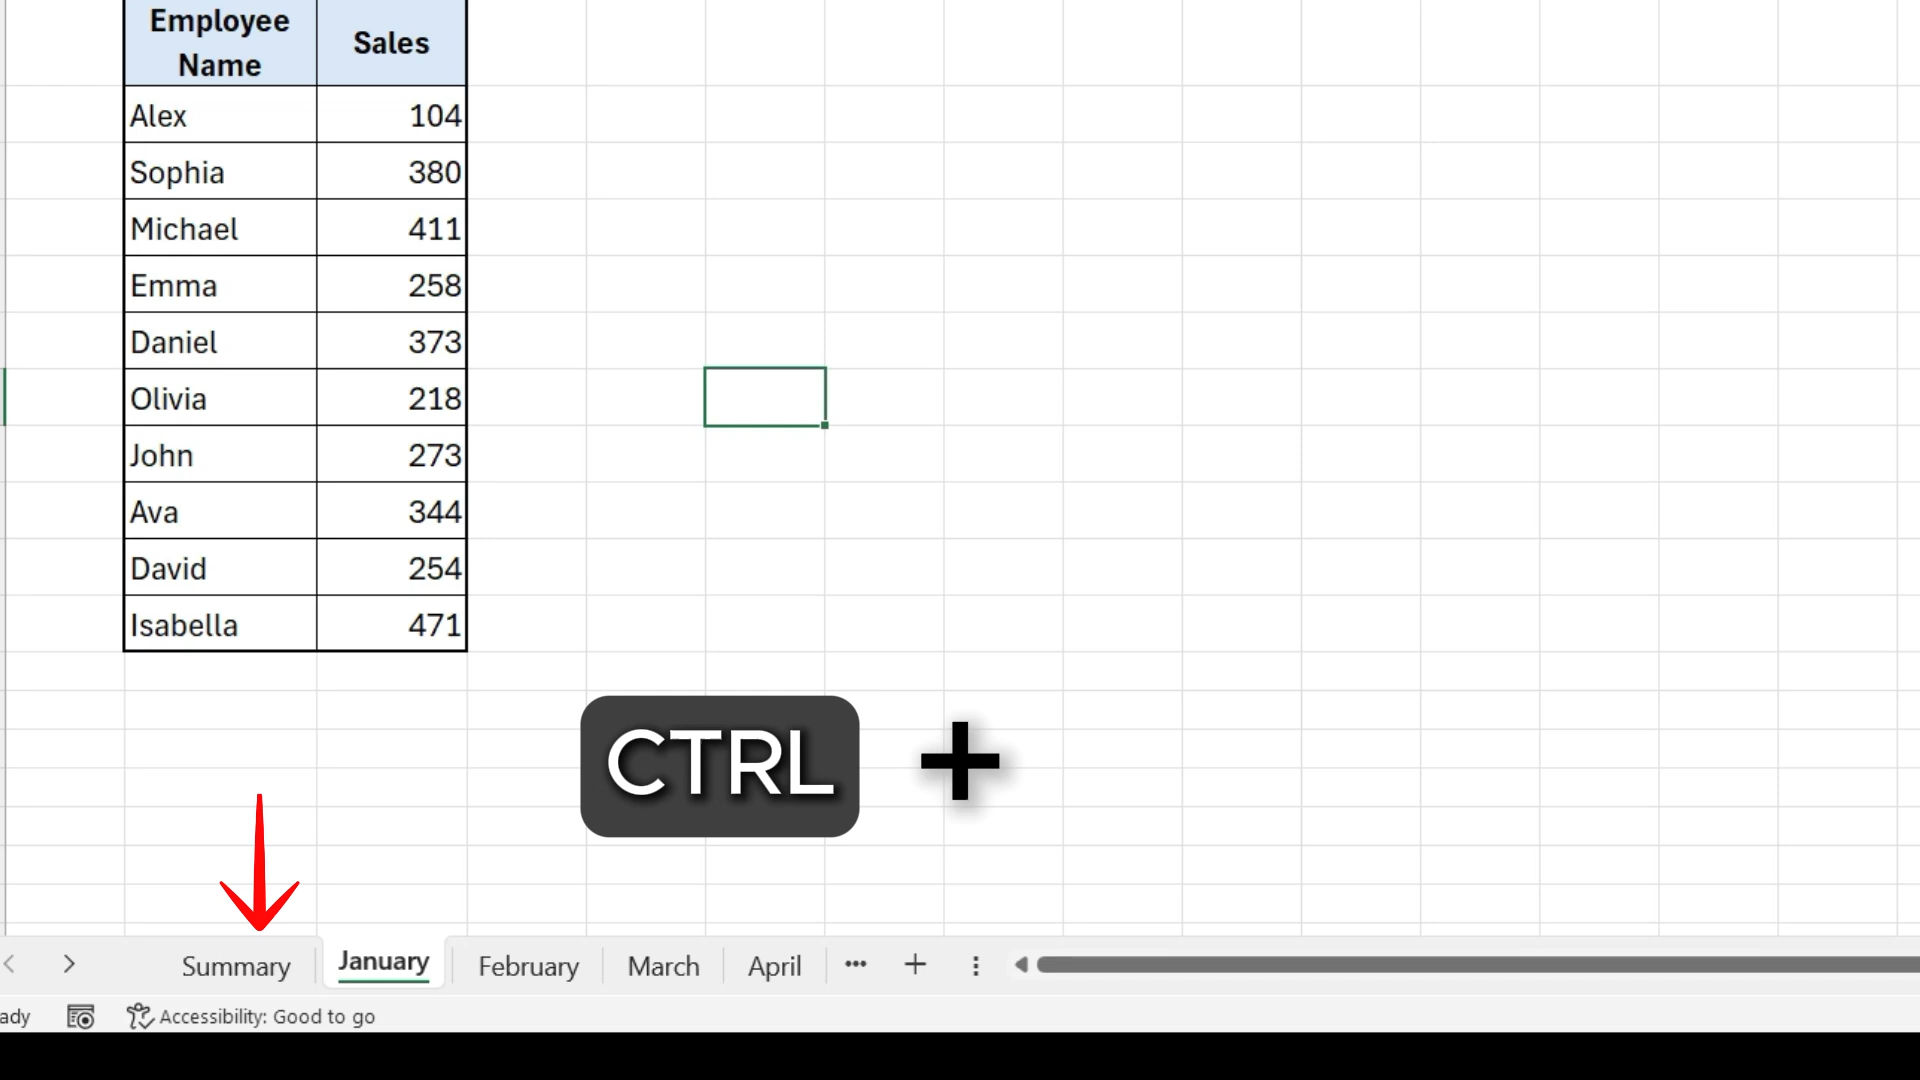 Employee Name Sales
Alex 104
Sophia 380
Michael 411
Emma 258
Daniel 373
Olivia 218
John 273
Ava 344
David 254
Isabella 471
CTRL +
Summary January February March April ••• +
ady Accessibility: Good to go